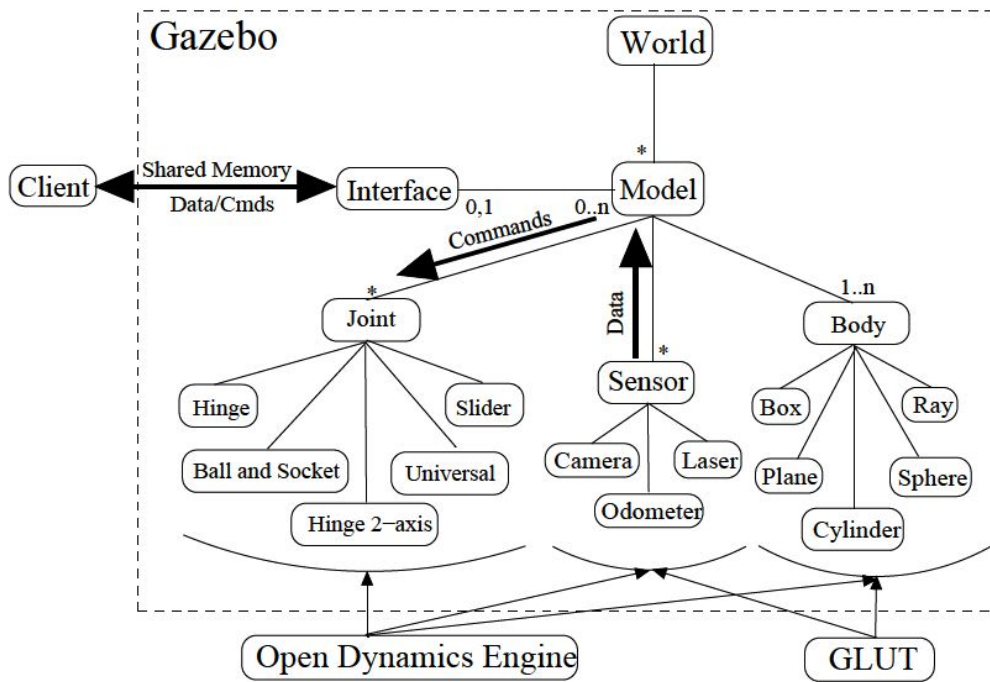 Gazebo
World
*
Client
Shared Memory
Data/Cmds
Interface
Model
0,1
0..n
Commands
Data
*
Joint
*
Sensor
1..n
Body
Hinge
Slider
Ball and Socket
Universal
Hinge 2−axis
Camera
Laser
Odometer
Box
Ray
Plane
Sphere
Cylinder
Open Dynamics Engine
GLUT